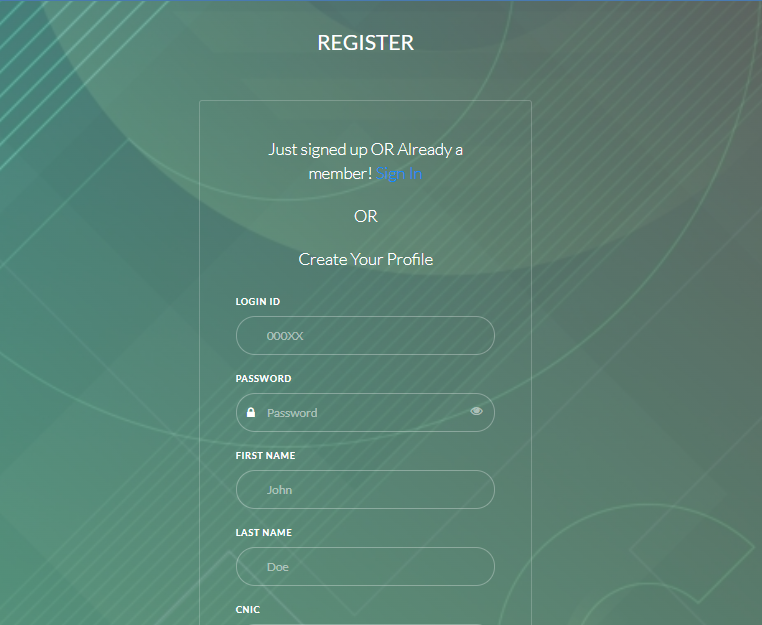 REGISTER
Just signed up OR Already a
member! Sign In
OR
Create Your Profile
LOGIN ID
000XX
PASSWORD
Password
FIRST NAME
John
LAST NAME
Doe
CNIC